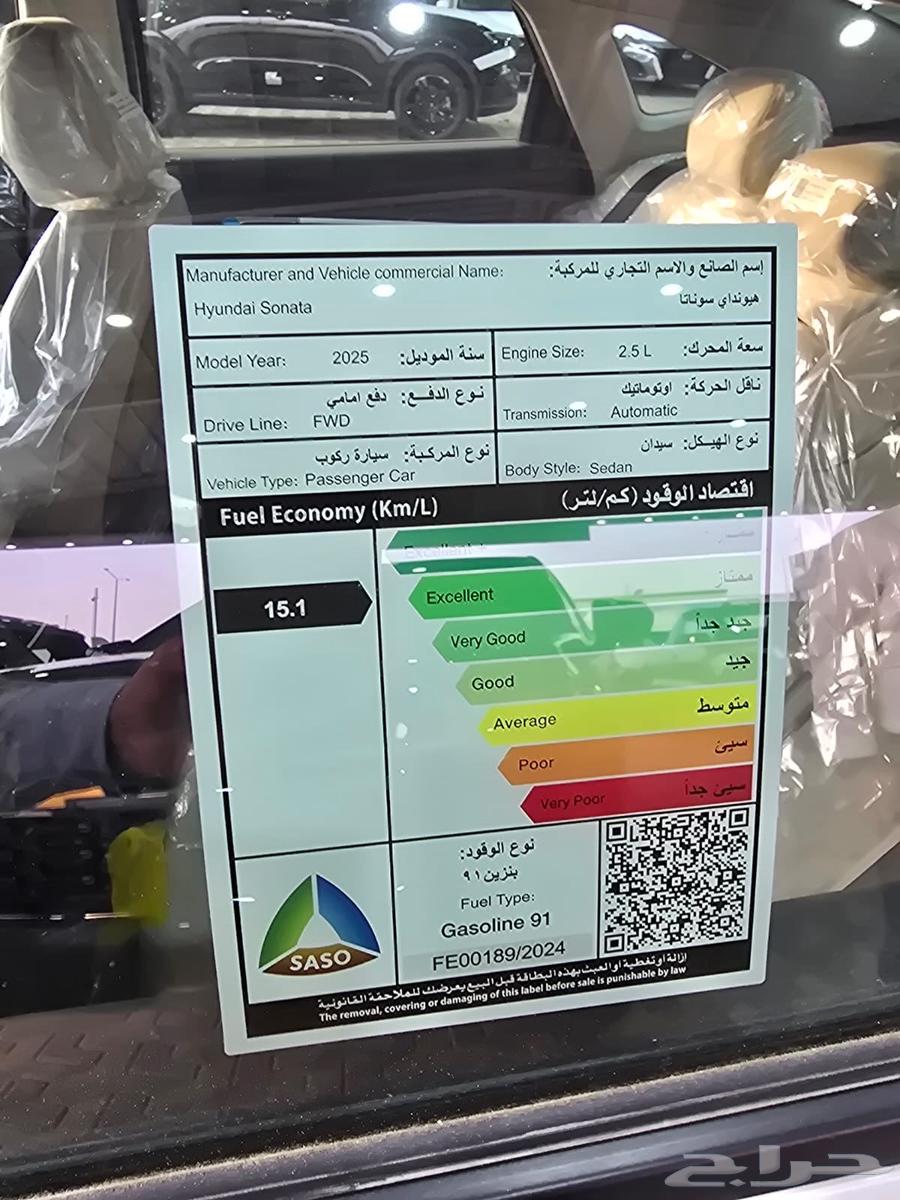 Manufacturer and Vehicle commercial Name: إسم الصانع والاسم التجاري للمركبة:
Hyundai Sonata هيونداي سوناتا
Model Year: 2025 سنة الموديل:
Engine Size: 2.5 L سعة المحرك:
نوع الدفع: دفع امامي
Drive Line: FWD
ناقل الحركة: اوتوماتيك
Transmission: Automatic
نوع المركبة: سيارة ركوب
Vehicle Type: Passenger Car
نوع الهيكل: سيدان
Body Style: Sedan
Fuel Economy (Km/L) اقتصاد الوقود (كم/لتر)
15.1
Excellent +
Excellent ممتاز
Very Good جيد جداً
Good جيد
Average متوسط
Poor سيئ
Very Poor سيئ جداً
SASO
نوع الوقود:
بنزين ٩١
Fuel Type:
Gasoline 91
FE00189/2024
إزالة أو تغطية أو العبث بهذه البطاقة قبل البيع يعرضك للملاحقة القانونية
The removal, covering or damaging of this label before sale is punishable by law
حراج